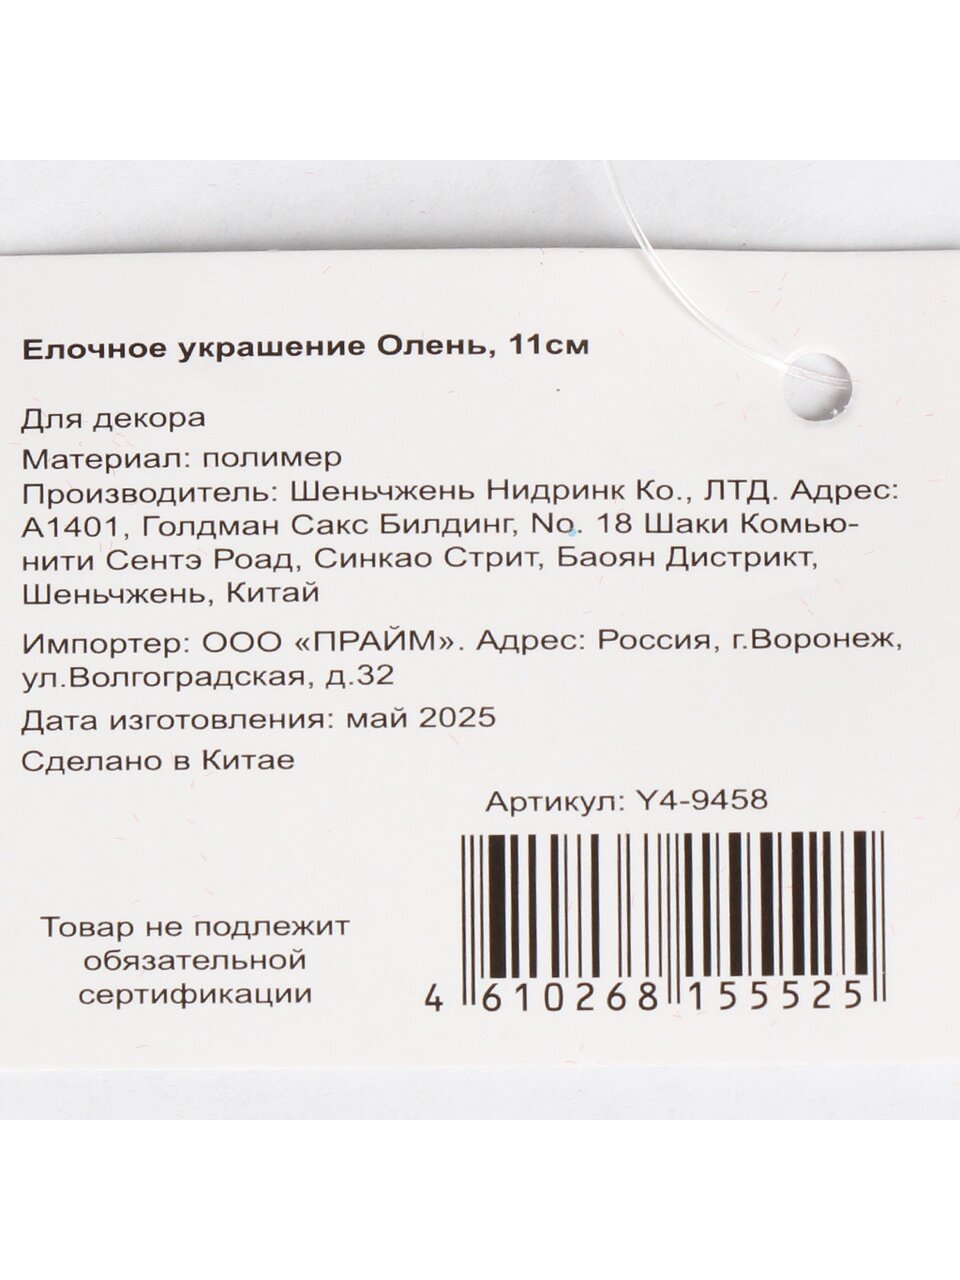 Елочное украшение Олень, 11см
Для декора
Материал: полимер
Производитель: Шеньчжень Нидринк Ко., ЛТД. Адрес:
А1401, Голдман Сакс Билдинг, No. 18 Шаки Комью-
нити Сентэ Роад, Синкао Стрит, Баоян Дистрикт,
Шеньчжень, Китай
Импортер: ООО «ПРАЙМ». Адрес: Россия, г.Воронеж,
ул.Волгоградская, д.32
Дата изготовления: май 2025
Сделано в Китае
Артикул: Y4-9458
Товар не подлежит
обязательной
сертификации
4 610268 155525